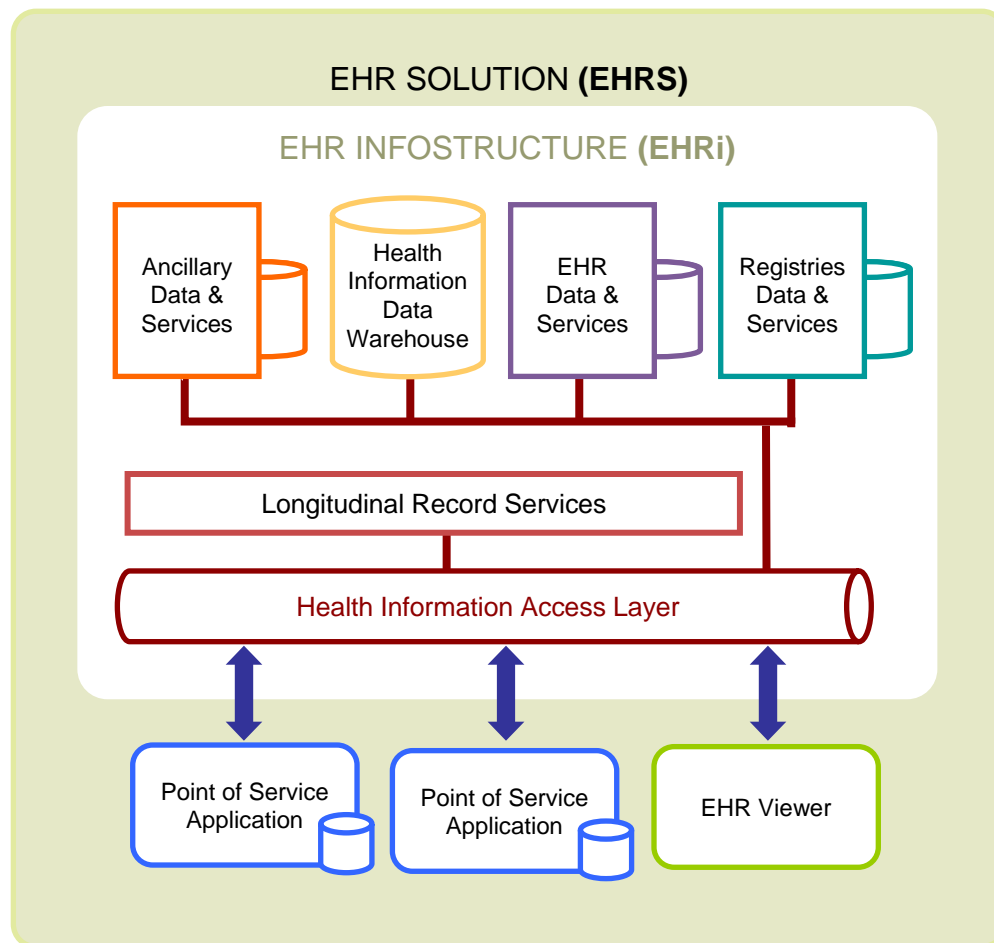 EHR SOLUTION (EHRS)
EHR INFOSTRUCTURE (EHRi)
Ancillary
Data &
Services
Health
Information
Data
Warehouse
EHR
Data &
Services
Registries
Data &
Services
Longitudinal Record Services
Health Information Access Layer
Point of Service
Application
Point of Service
Application
EHR Viewer